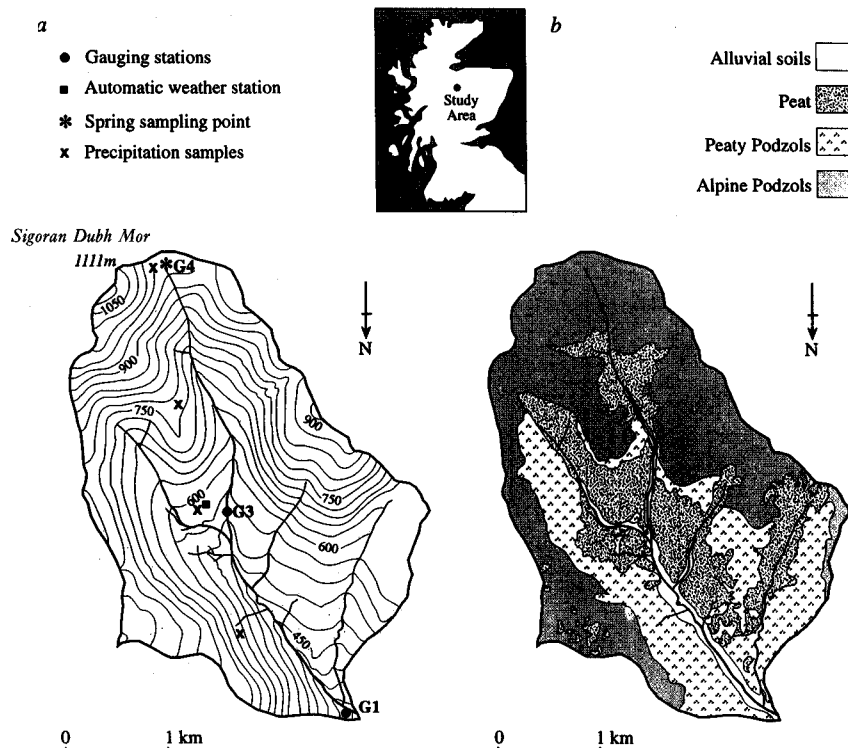 a
Gauging stations
Automatic weather station
Spring sampling point
x Precipitation samples
Study
Area
b
Alluvial soils
Peat
Peaty Podzols
Alpine Podzols
Sigoran Dubh Mor
1111m
x G4
1050
900
750
x
900
600
x
G3
750
600
x
450
G1
N
0 1 km
N
0 1 km